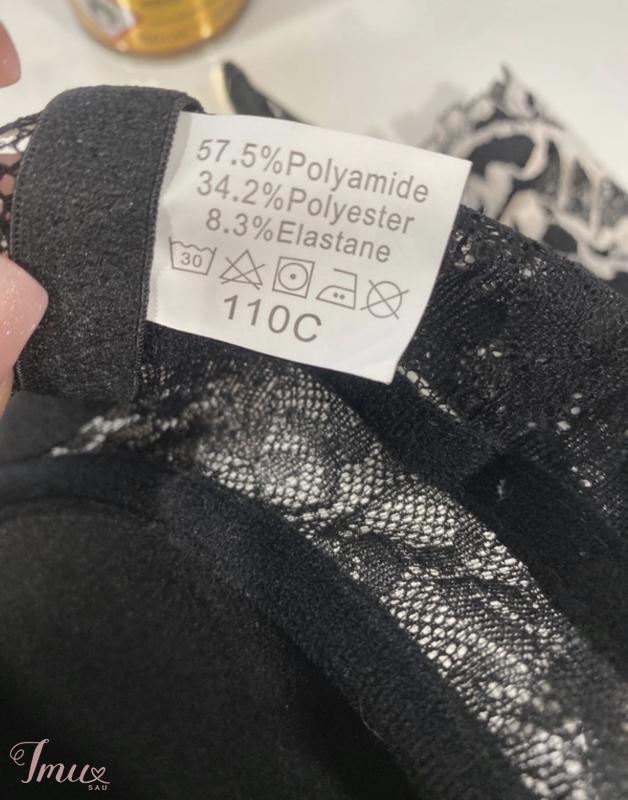 57.5%Polyamide
34.2%Polyester
8.3%Elastane
30
110C
Imu
SAU